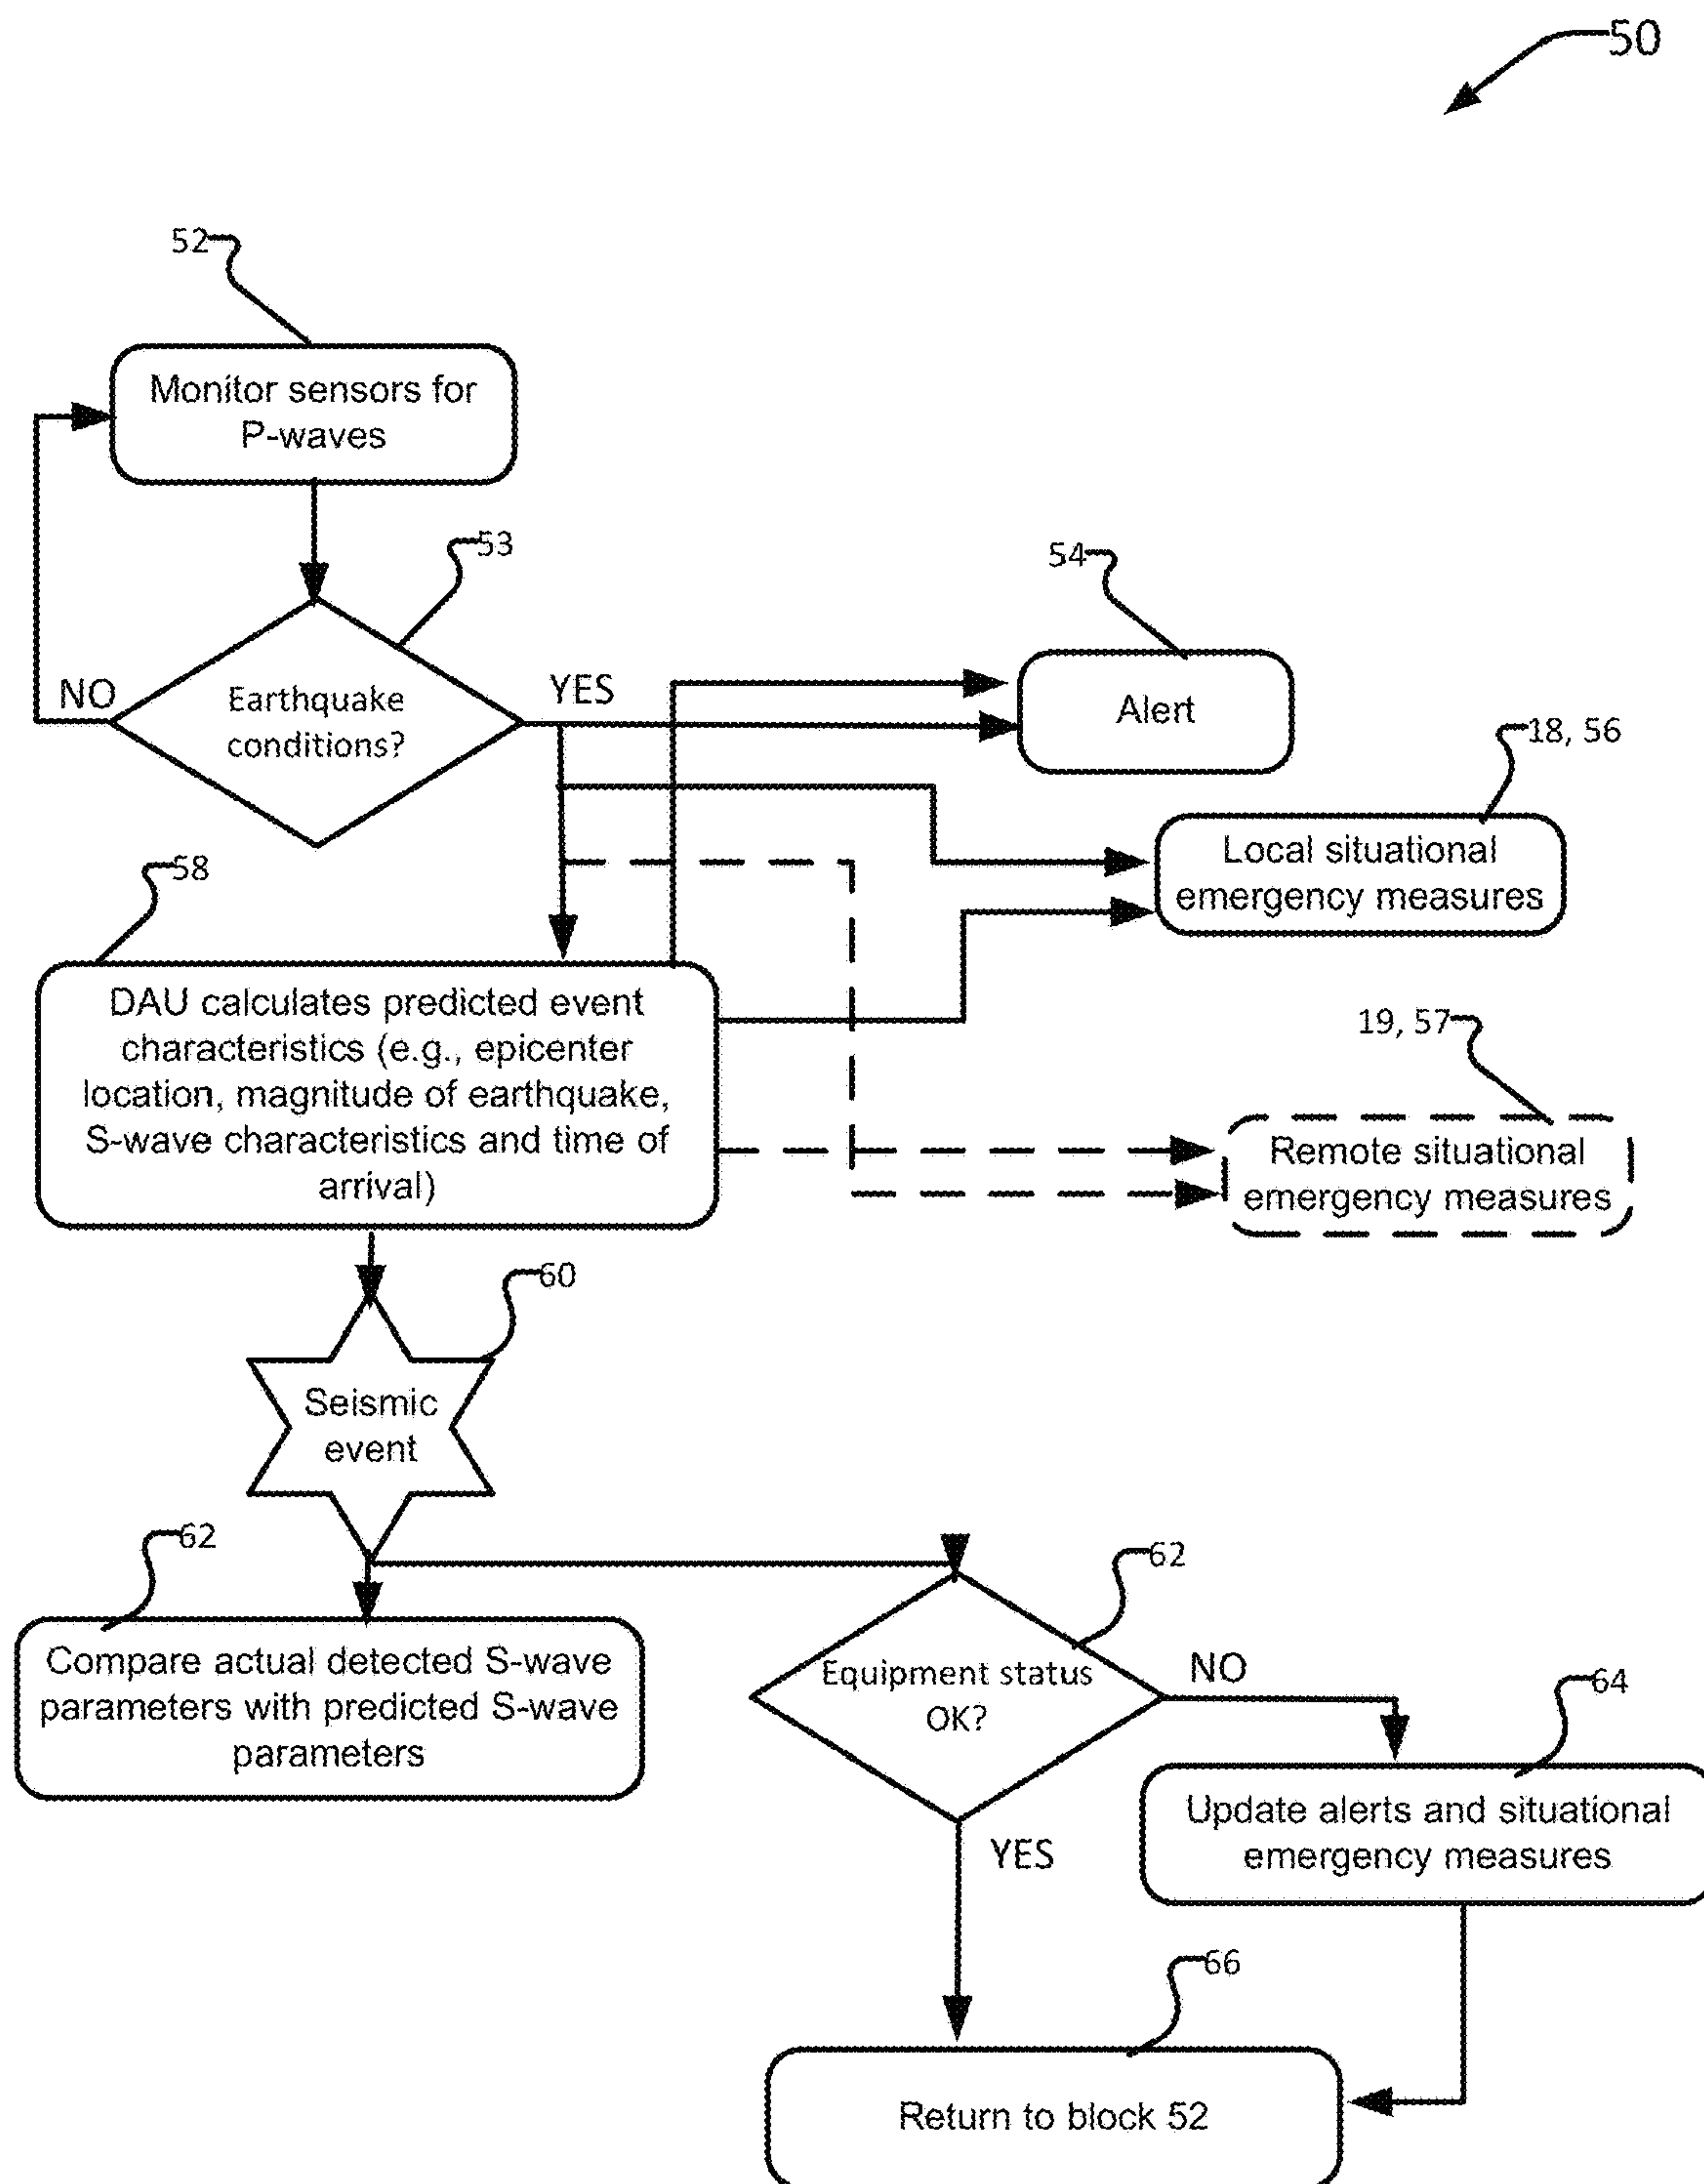 50
52
Monitor sensors for
P-waves
53
54
NO
Earthquake
conditions?
YES
Alert
18, 56
Local situational
emergency measures
58
DAU calculates predicted event
characteristics (e.g., epicenter
location, magnitude of earthquake,
S-wave characteristics and time of
arrival)
19, 57
Remote situational
emergency measures
60
Seismic
event
62
Compare actual detected S-wave
parameters with predicted S-wave
parameters
62
Equipment status
OK?
NO
64
Update alerts and situational
emergency measures
YES
66
Return to block 52